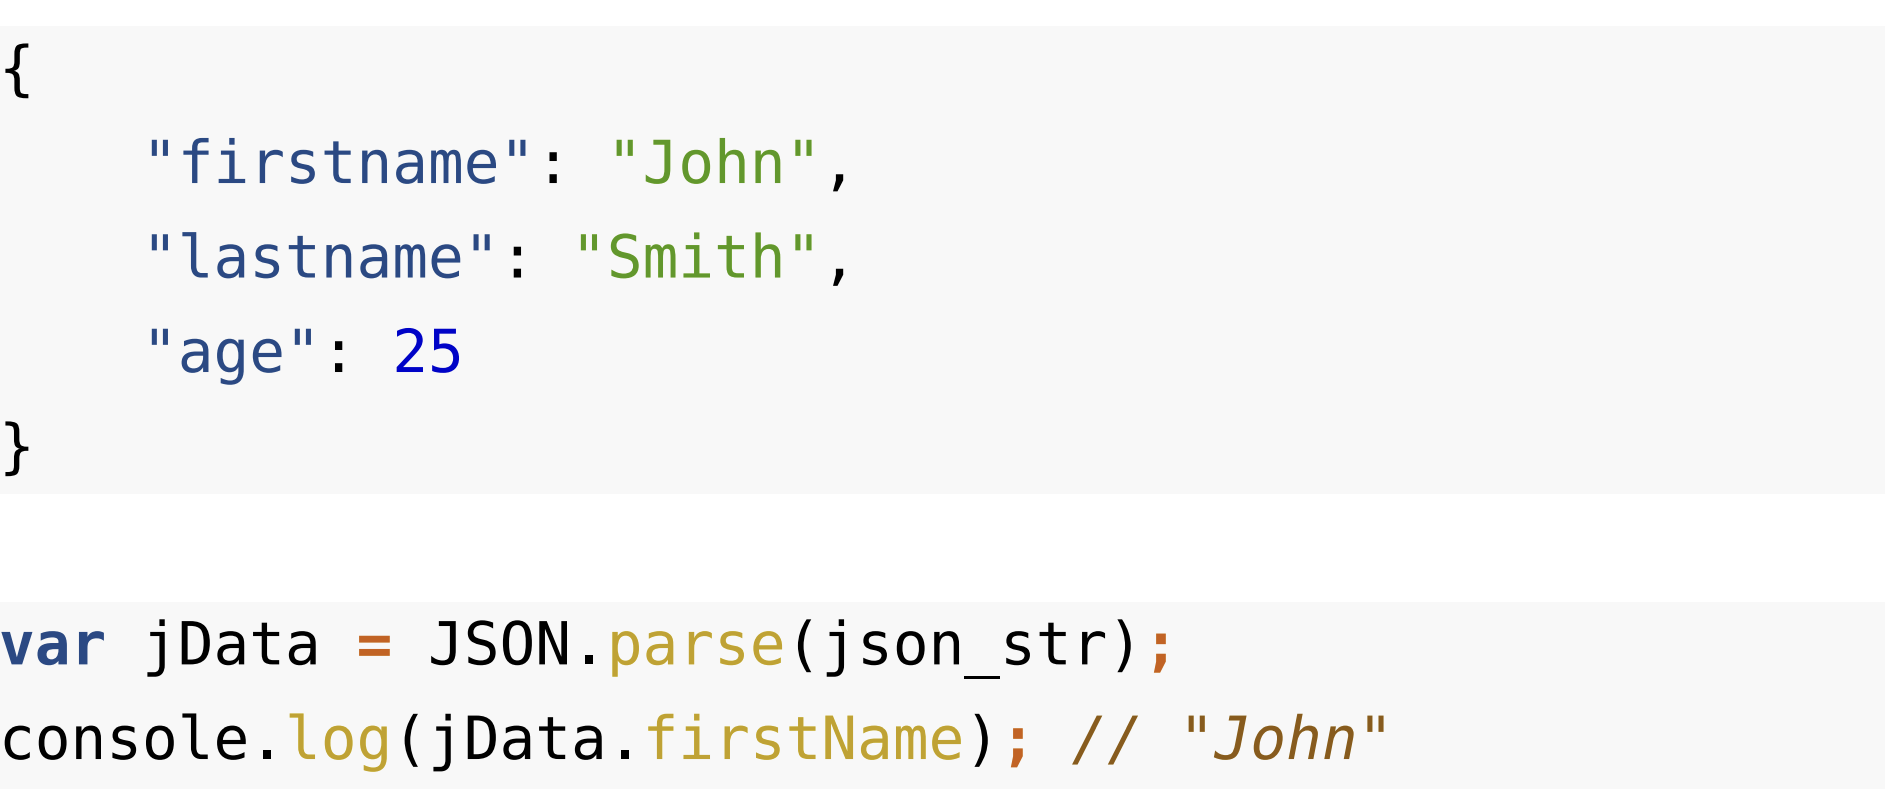 {
    "firstname": "John",
    "lastname": "Smith",
    "age": 25
}
var jData = JSON.parse(json_str);
console.log(jData.firstName); // "John"